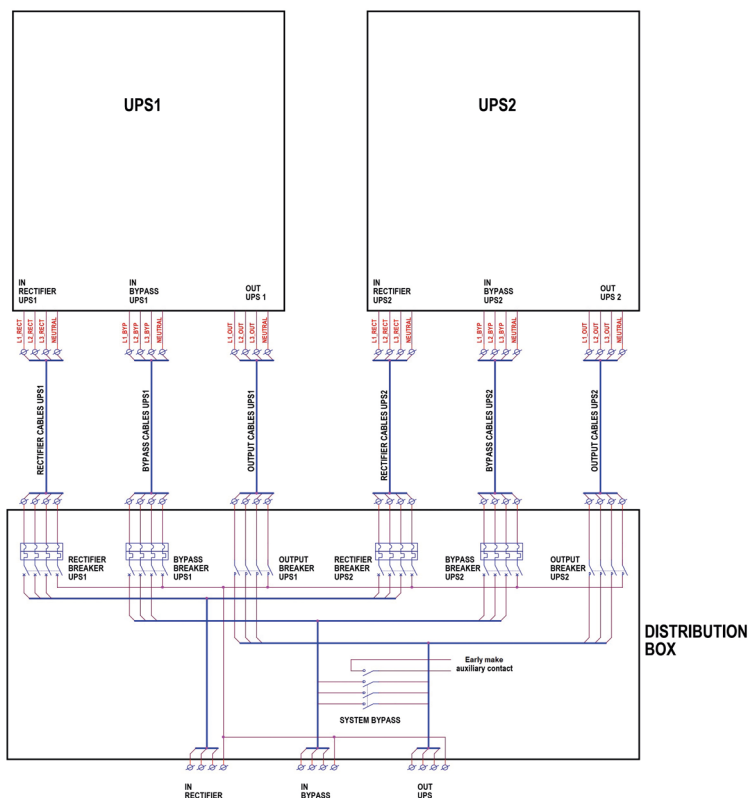 UPS1
UPS2
IN
RECTIFIER
UPS1
IN
BYPASS
UPS1
OUT
UPS 1
IN
RECTIFIER
UPS2
IN
BYPASS
UPS2
OUT
UPS 2
L1_RECT
L2_RECT
L3_RECT
NEUTRAL
L1_BYP
L2_BYP
L3_BYP
NEUTRAL
L1_OUT
L2_OUT
L3_OUT
NEUTRAL
L1_RECT
L2_RECT
L3_RECT
NEUTRAL
L1_BYP
L2_BYP
L3_BYP
NEUTRAL
L1_OUT
L2_OUT
L3_OUT
NEUTRAL
RECTIFIER CABLES UPS1
BYPASS CABLES UPS1
OUTPUT CABLES UPS1
RECTIFIER CABLES UPS2
BYPASS CABLES UPS2
OUTPUT CABLES UPS2
RECTIFIER
BREAKER
UPS1
BYPASS
BREAKER
UPS1
OUTPUT
BREAKER
UPS1
RECTIFIER
BREAKER
UPS2
BYPASS
BREAKER
UPS2
OUTPUT
BREAKER
UPS2
DISTRIBUTION
BOX
Early make
auxiliary contact
SYSTEM BYPASS
IN
RECTIFIER
IN
BYPASS
OUT
UPS